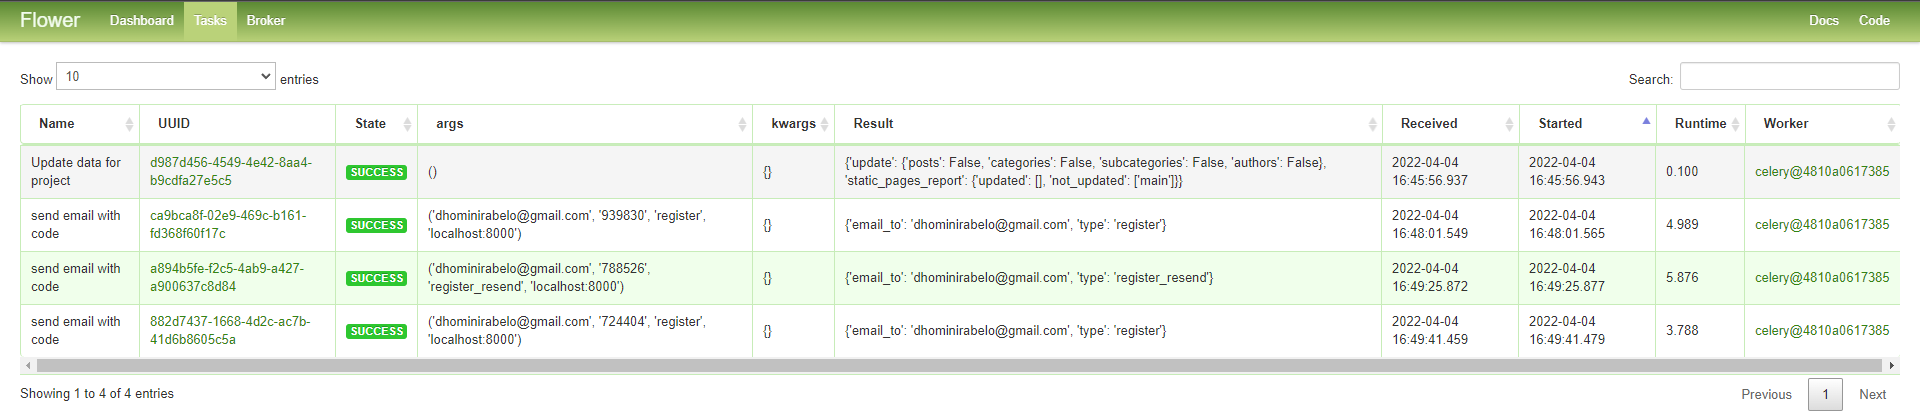 Flower Dashboard Tasks Broker Docs Code
Show 10 entries Search:
Name UUID State args kwargs Result Received Started Runtime Worker
Update data for d987d456-4549-4e42-8aa4- {'update': {'posts': False, 'categories': False, 'subcategories': False, 'authors': False}, 2022-04-04 2022-04-04
SUCCESS () {} 0.100 celery@4810a0617385
project b9cdfa27e5c5 'static_pages_report': {'updated': [], 'not_updated': ['main']}} 16:45:56.937 16:45:56.943
send email with ca9bca8f-02e9-469c-b161- ('dhominirabelo@gmail.com', '939830', 'register', 2022-04-04 2022-04-04
SUCCESS {} {'email_to': 'dhominirabelo@gmail.com', 'type': 'register'} 4.989 celery@4810a0617385
code fd368f60f17c 'localhost:8000') 16:48:01.549 16:48:01.565
send email with a894b5fe-f2c5-4ab9-a427- ('dhominirabelo@gmail.com', '788526', 2022-04-04 2022-04-04
SUCCESS {} {'email_to': 'dhominirabelo@gmail.com', 'type': 'register_resend'} 5.876 celery@4810a0617385
code a900637c8d84 'register_resend', 'localhost:8000') 16:49:25.872 16:49:25.877
send email with 882d7437-1668-4d2c-ac7b- ('dhominirabelo@gmail.com', '724404', 'register', 2022-04-04 2022-04-04
SUCCESS {} {'email_to': 'dhominirabelo@gmail.com', 'type': 'register'} 3.788 celery@4810a0617385
code 41d6b8605c5a 'localhost:8000') 16:49:41.459 16:49:41.479
Showing 1 to 4 of 4 entries Previous 1 Next